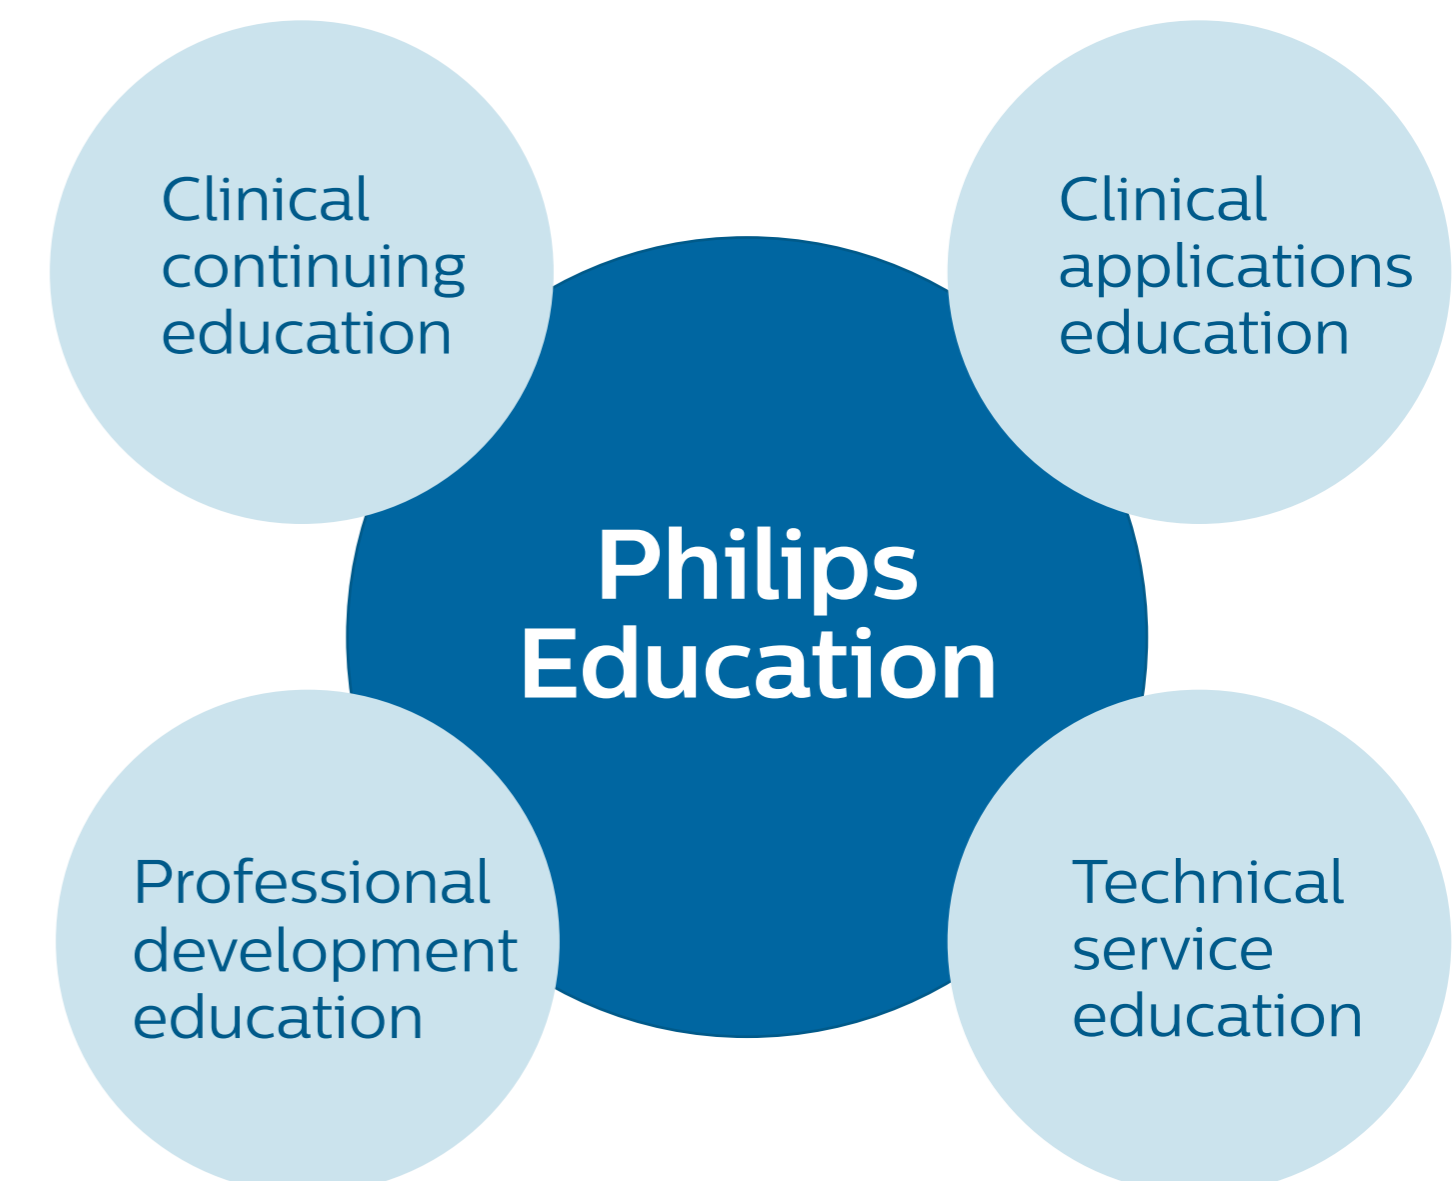 Clinical
continuing
education
Clinical
applications
education
Philips
Education
Professional
development
education
Technical
service
education